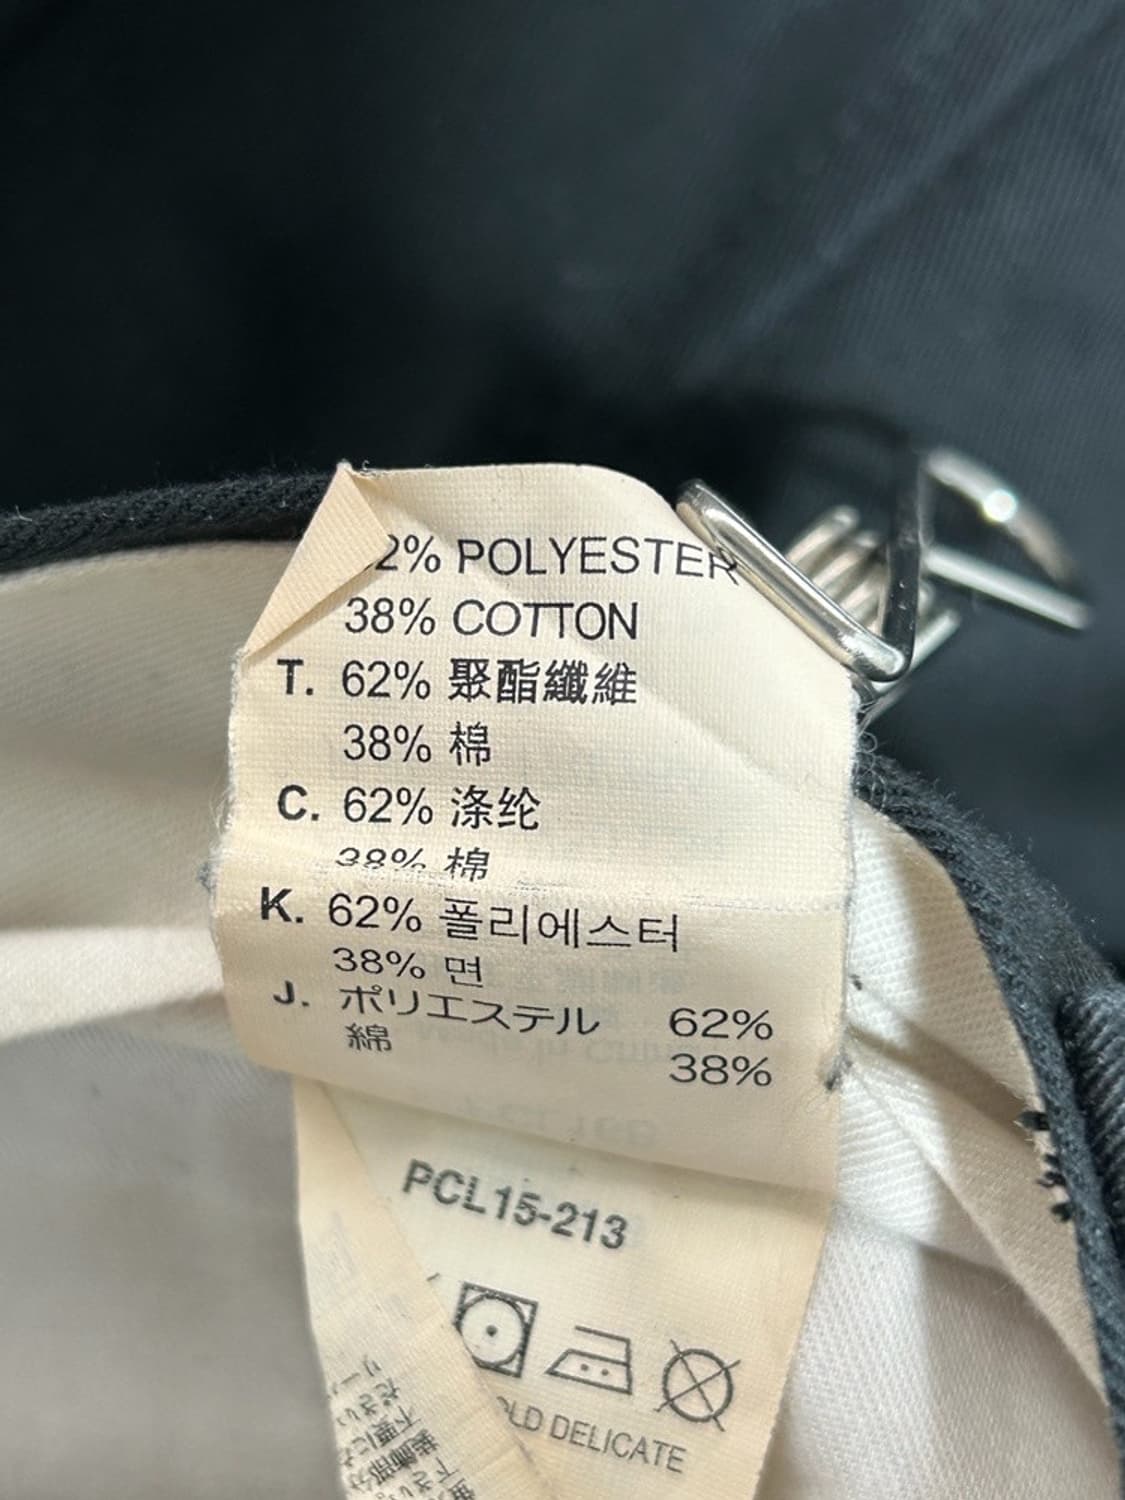 2% POLYESTER
38% COTTON
T. 62% 聚酯纖維
38% 棉
C. 62% 涤纶
38% 棉
K. 62% 폴리에스터
38% 면
J. ポリエステル 62%
綿 38%
PCL15-213
OLD DELICATE